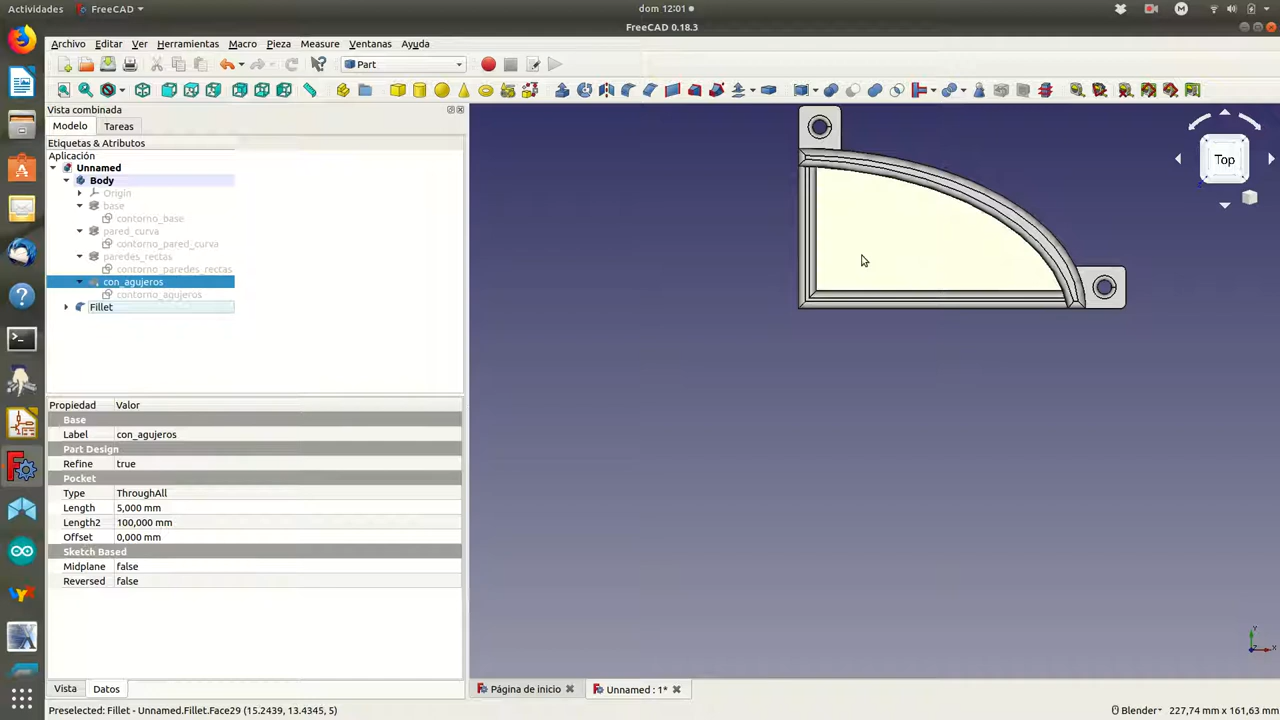 Actividades FreeCAD dom 12:01
FreeCAD 0.18.3
Archivo Editar Ver Herramientas Macro Pieza Measure Ventanas Ayuda
Part
Vista combinada
Modelo Tareas
Etiquetas & Atributos
Aplicación
Unnamed
Body
Origin
base
contorno_base
pared_curva
contorno_pared_curva
paredes_rectas
contorno_paredes_rectas
con_agujeros
contorno_agujeros
Fillet
Propiedad Valor
Base
Label con_agujeros
Part Design
Refine true
Pocket
Type ThroughAll
Length 5,000 mm
Length2 100,000 mm
Offset 0,000 mm
Sketch Based
Midplane false
Reversed false
Vista Datos
Top
Y
X
Página de inicio Unnamed : 1*
Preselected: Fillet - Unnamed.Fillet.Face29 (15.2439, 13.4345, 5) Blender 227,74 mm x 161,63 mm